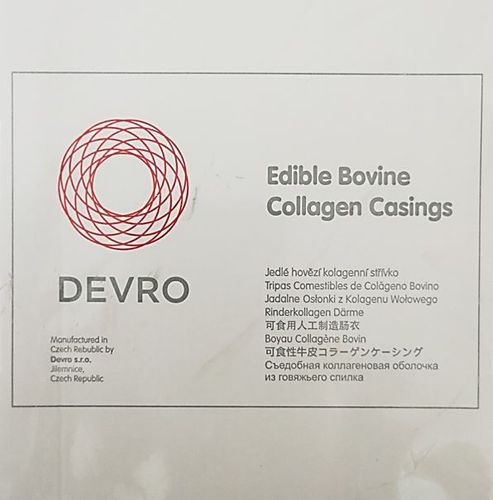 Edible Bovine
Collagen Casings
DEVRO
Jedlé hovězí kolagenní střívko
Tripas Comestibles de Colágeno Bovino
Jadalne Osłonki z Kolagenu Wołowego
Rinderkollagen Därme
可食用人工制造肠衣
Boyau Collagène Bovin
可食性牛皮コラーゲンケーシング
Съедобная коллагеновая оболочка
из говяжьего спилка
Manufactured in
Czech Rebublic by
Devro s.r.o.
Jilemnice,
Czech Republic